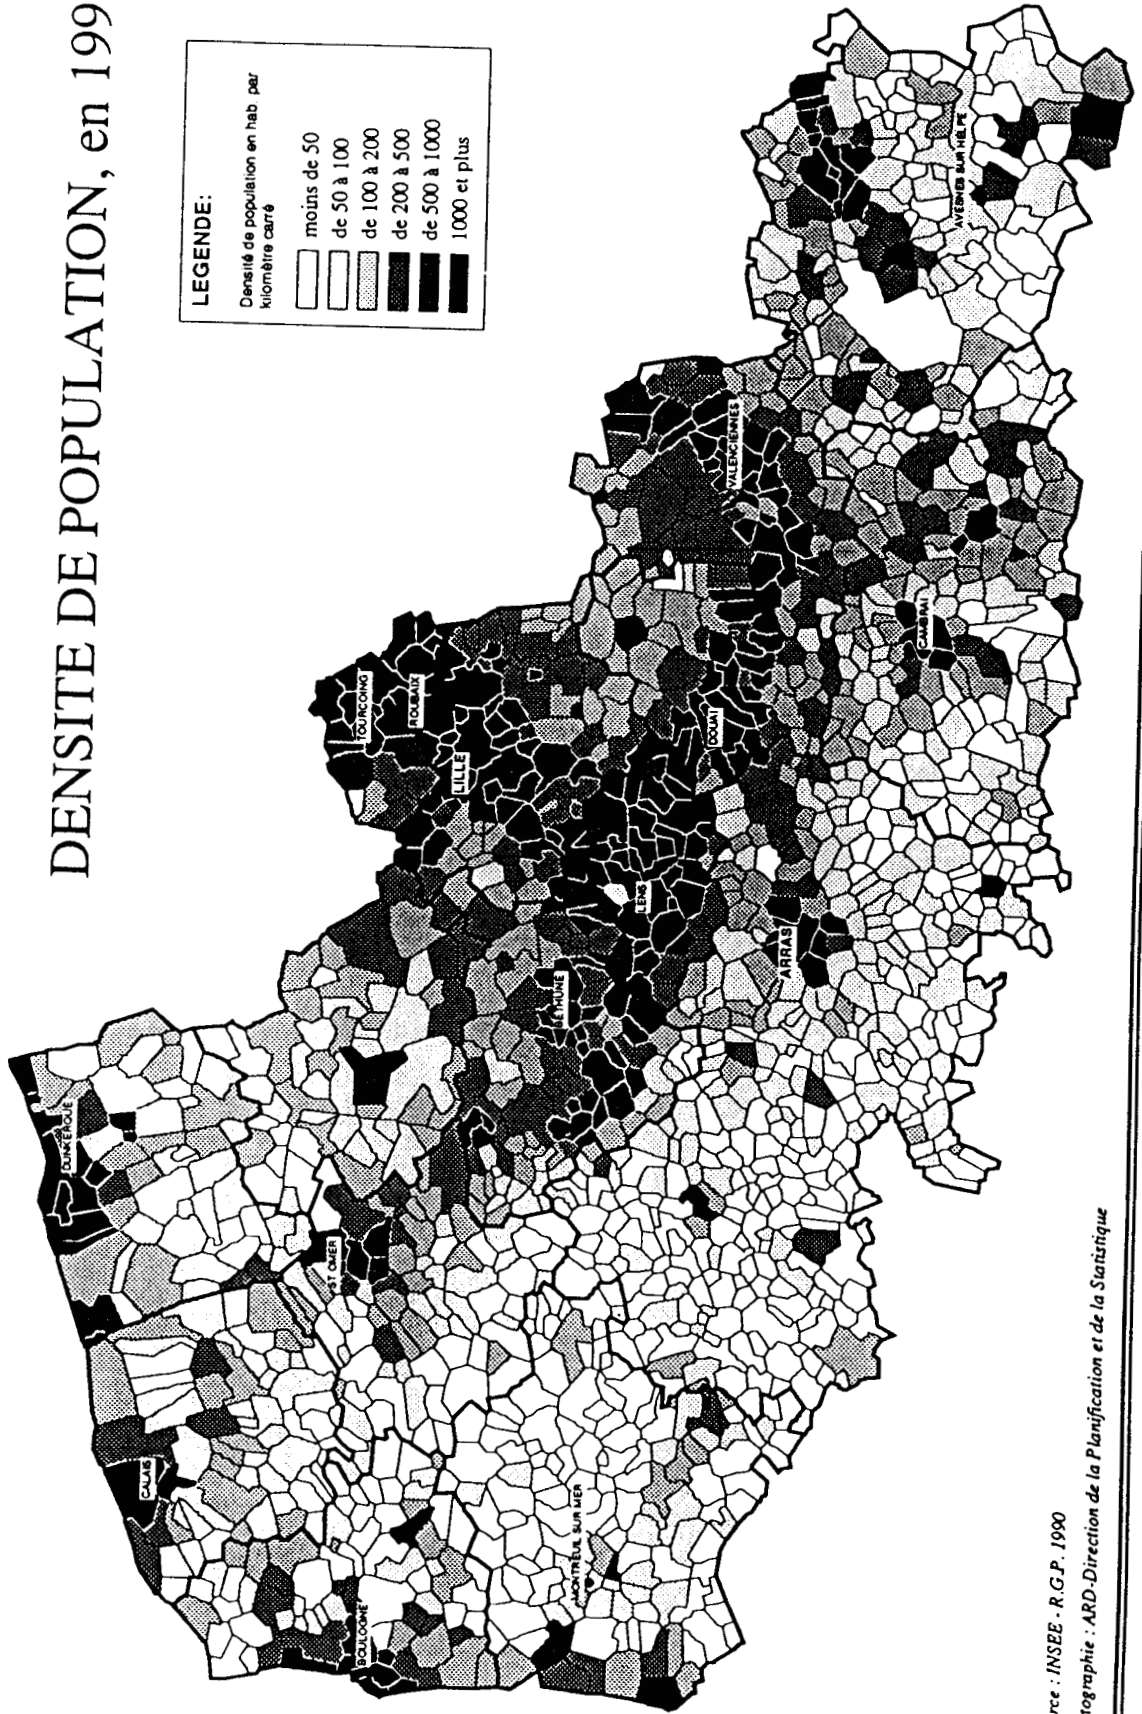 DENSITE DE POPULATION, en 199
LEGENDE:
Densité de population en hab. par
kilomètre carré
moins de 50
de 50 à 100
de 100 à 200
de 200 à 500
de 500 à 1000
1000 et plus
DUNKERQUE
CALAIS
ST OMER
BOULOGNE
TOURCOING
ROUBAIX
LILLE
BETHUNE
LENS
MONTREUIL SUR MER
DOUAI
VALENCIENNES
ARRAS
CAMBRAI
AVESNES SUR HELPE
rce : INSEE - R.G.P. 1990
tographie : ARD-Direction de la Planification et de la Statistique